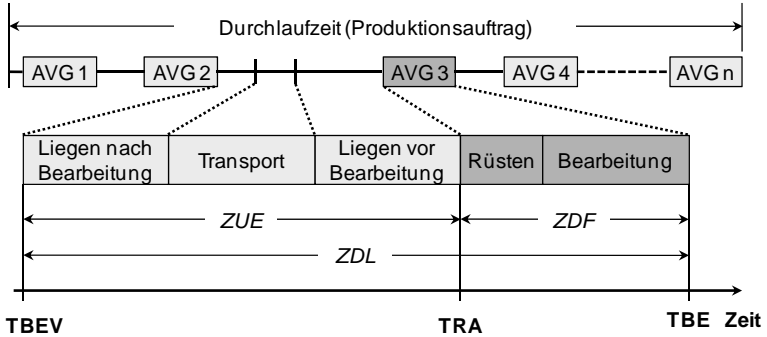 Durchlaufzeit (Produktionsauftrag)
AVG 1 AVG 2 AVG 3 AVG 4 AVG n
Liegen nach Bearbeitung
Transport
Liegen vor Bearbeitung
Rüsten
Bearbeitung
ZUE ZDF
ZDL
TBEV TRA TBE Zeit